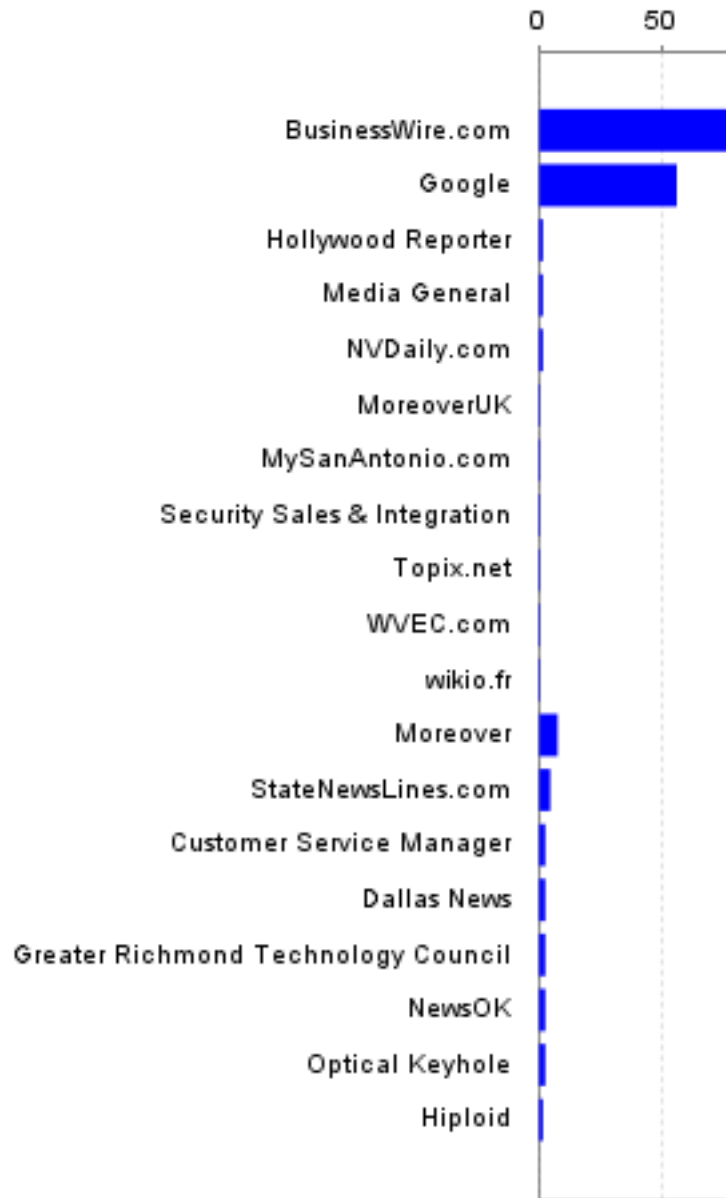 0 50
BusinessWire.com
Google
Hollywood Reporter
Media General
NVDaily.com
MoreoverUK
MySanAntonio.com
Security Sales & Integration
Topix.net
WVEC.com
wikio.fr
Moreover
StateNewsLines.com
Customer Service Manager
Dallas News
Greater Richmond Technology Council
NewsOK
Optical Keyhole
Hiploid